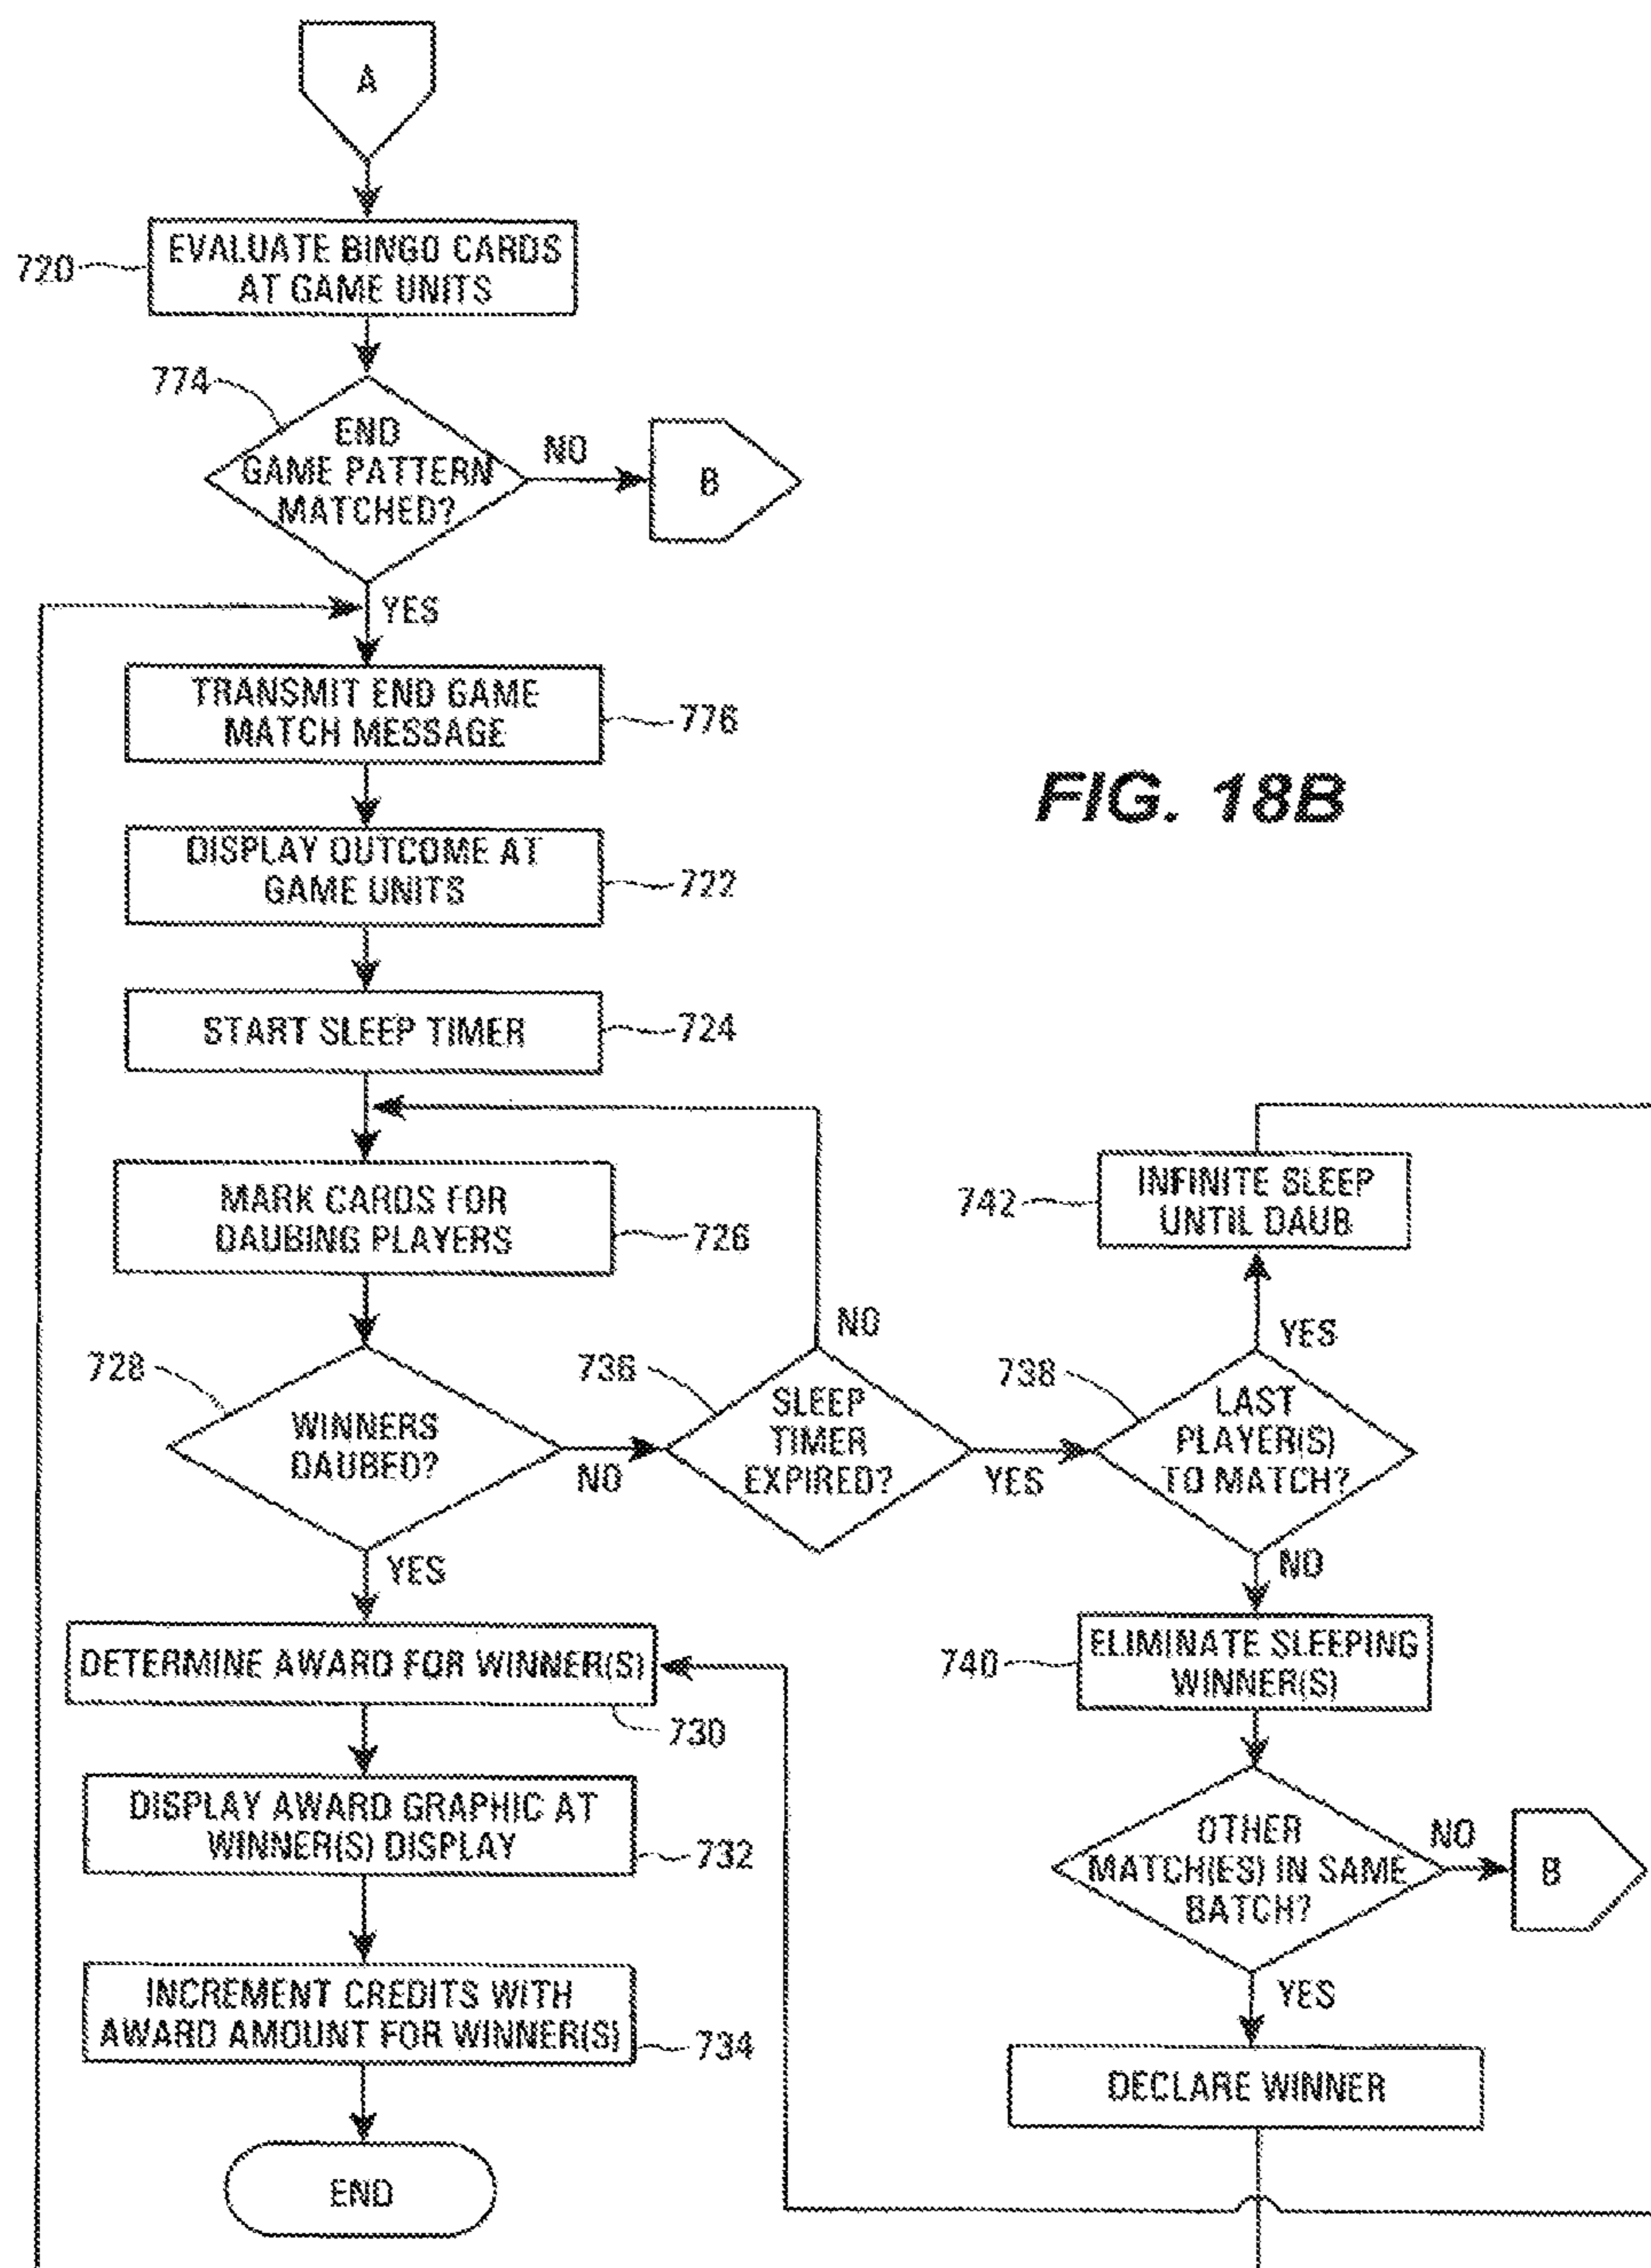 A
720
EVALUATE BINGO CARDS
AT GAME UNITS
774
END
GAME PATTERN
MATCHED?
NO
B
YES
TRANSMIT END GAME
MATCH MESSAGE
776
FIG. 18B
DISPLAY OUTCOME AT
GAME UNITS
722
START SLEEP TIMER
724
MARK CARDS FOR
DAUBING PLAYERS
726
742
INFINITE SLEEP
UNTIL DAUB
728
WINNERS
DAUBED?
NO
736
SLEEP
TIMER
EXPIRED?
NO
YES
738
LAST
PLAYER(S)
TO MATCH?
YES
NO
YES
DETERMINE AWARD FOR WINNER(S)
730
740
ELIMINATE SLEEPING
WINNER(S)
DISPLAY AWARD GRAPHIC AT
WINNER(S) DISPLAY
732
OTHER
MATCH(ES) IN SAME
BATCH?
NO
B
YES
INCREMENT CREDITS WITH
AWARD AMOUNT FOR WINNER(S)
734
DECLARE WINNER
END